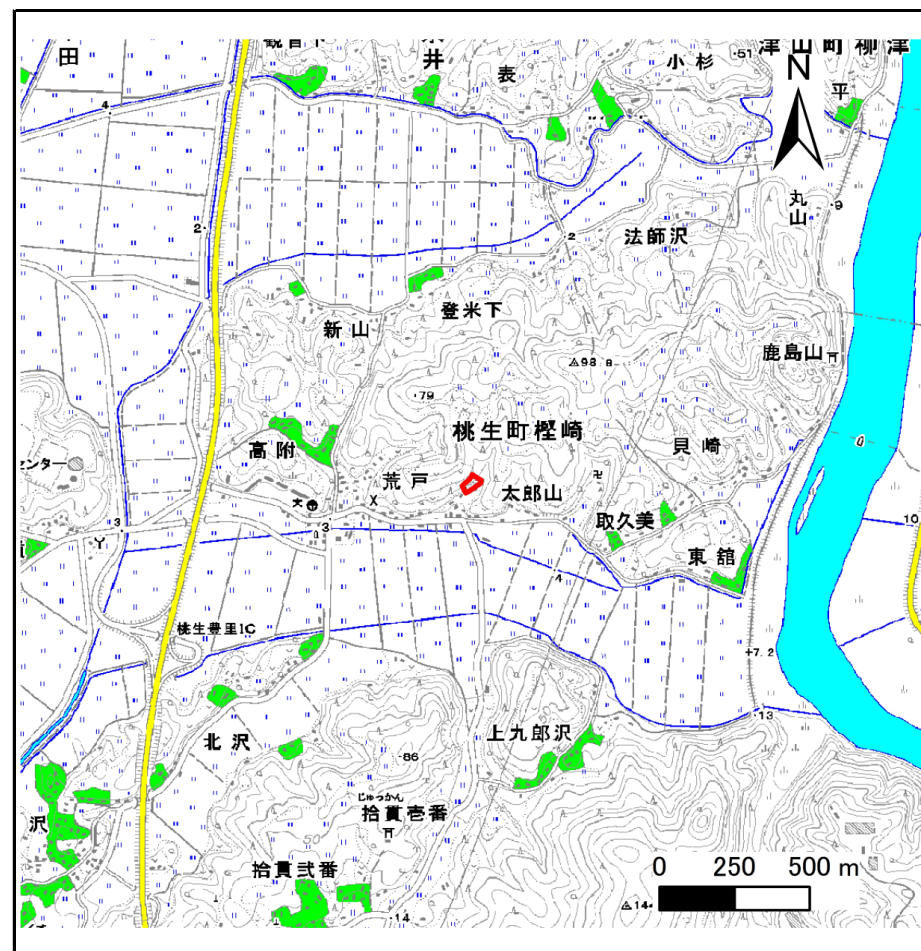 田
井
表
小杉
・51
津山町柳津
N
平
4
2
丸山
・9
・2
法師沢
登米下
新山
△98.8
鹿島山
・79
桃生町樫崎
貝崎
高附
センター
荒戸
太郎山
取久美
3
3
東舘
4
10
桃生豊里IC
+7.2
・13
北沢
上九郎沢
・86
じゅっかん
拾貫壱番
沢
50
拾貫弐番
・14
0 250 500 m